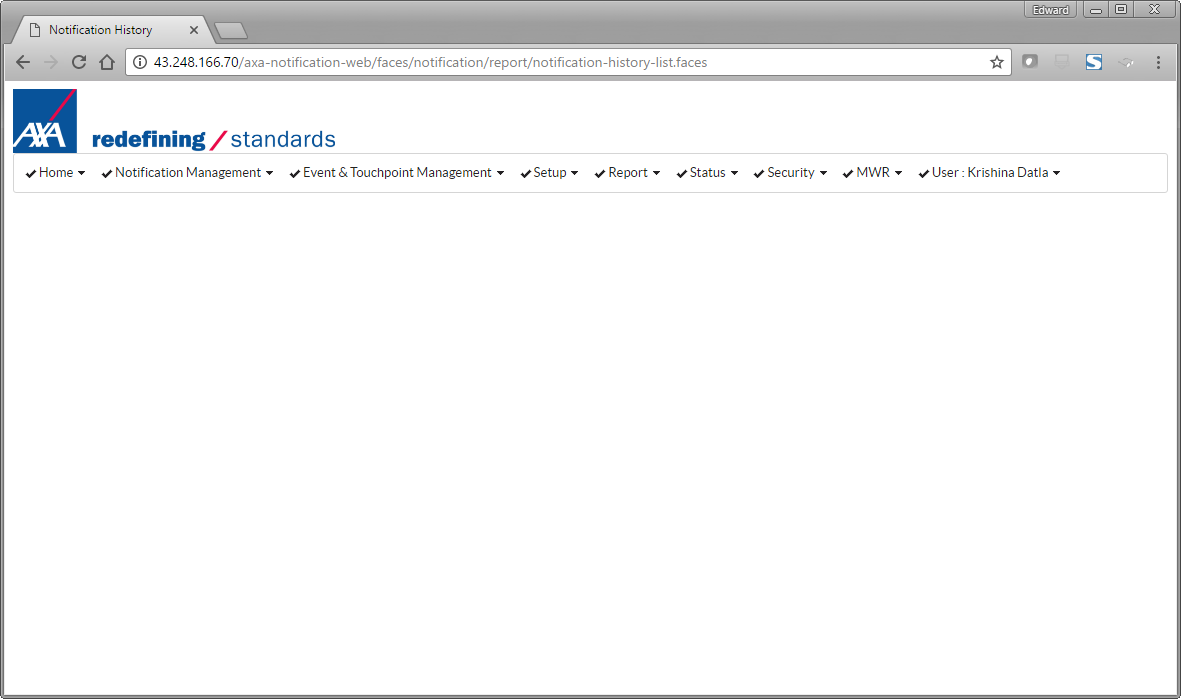 Edward
Notification History
43.248.166.70/axa-notification-web/faces/notification/report/notification-history-list.faces
AXA
redefining / standards
Home Notification Management Event & Touchpoint Management Setup Report Status Security MWR User : Krishina Datla